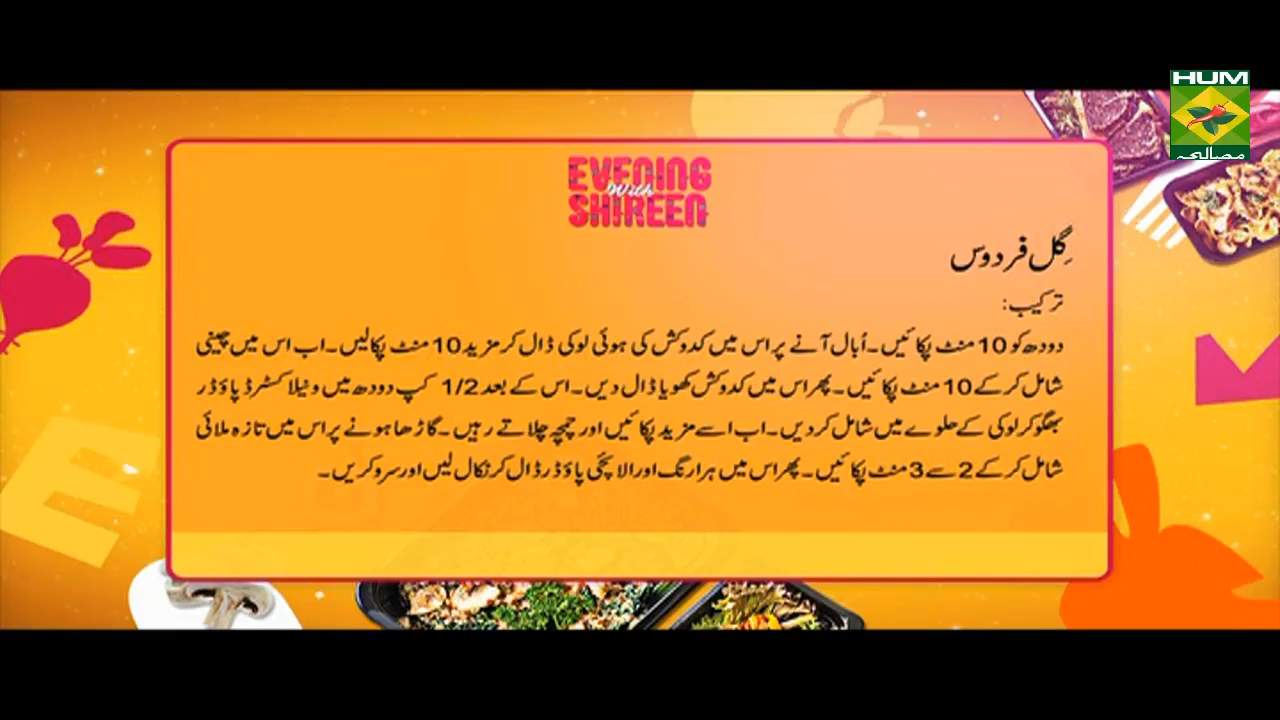 HUM
مصالحہ
EVENING
With
SHIREEN
گِل فردوس
ترکیب:
دودھ کو 10 منٹ پکائیں۔ اُبال آنے پر اس میں کدوکش کی ہوئی لوکی ڈال کر مزید 10 منٹ پکالیں۔ اب اس میں چینی
شامل کر کے 10 منٹ پکائیں۔ پھر اس میں کدوکش کھویا ڈال دیں۔ اس کے بعد 1/2 کپ دودھ میں ونیلا کسٹرڈ پاؤڈر
بھگو کر لوکی کے حلوے میں شامل کردیں۔ اب اسے مزید پکائیں اور چمچہ چلاتے رہیں۔ گاڑھا ہونے پر اس میں تازہ ملائی
شامل کر کے 2 سے 3 منٹ پکائیں۔ پھر اس میں ہرا رنگ اور الائچی پاؤڈر ڈال کر نکال لیں اور سرو کریں۔